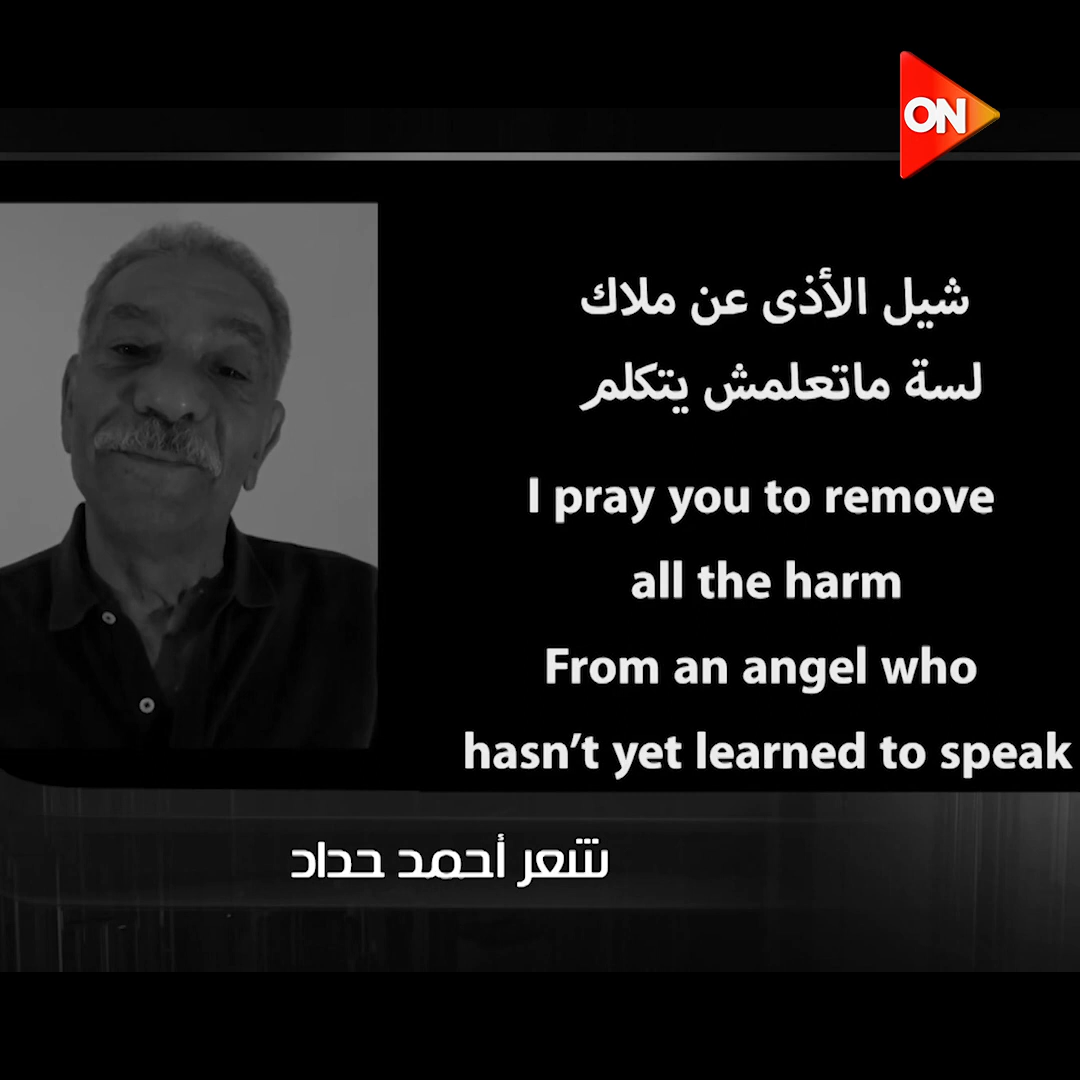 ON
شيل الأذى عن ملاك
لسة ماتعلمش يتكلم
I pray you to remove
all the harm
From an angel who
hasn't yet learned to speak
شعر أحمد حداد